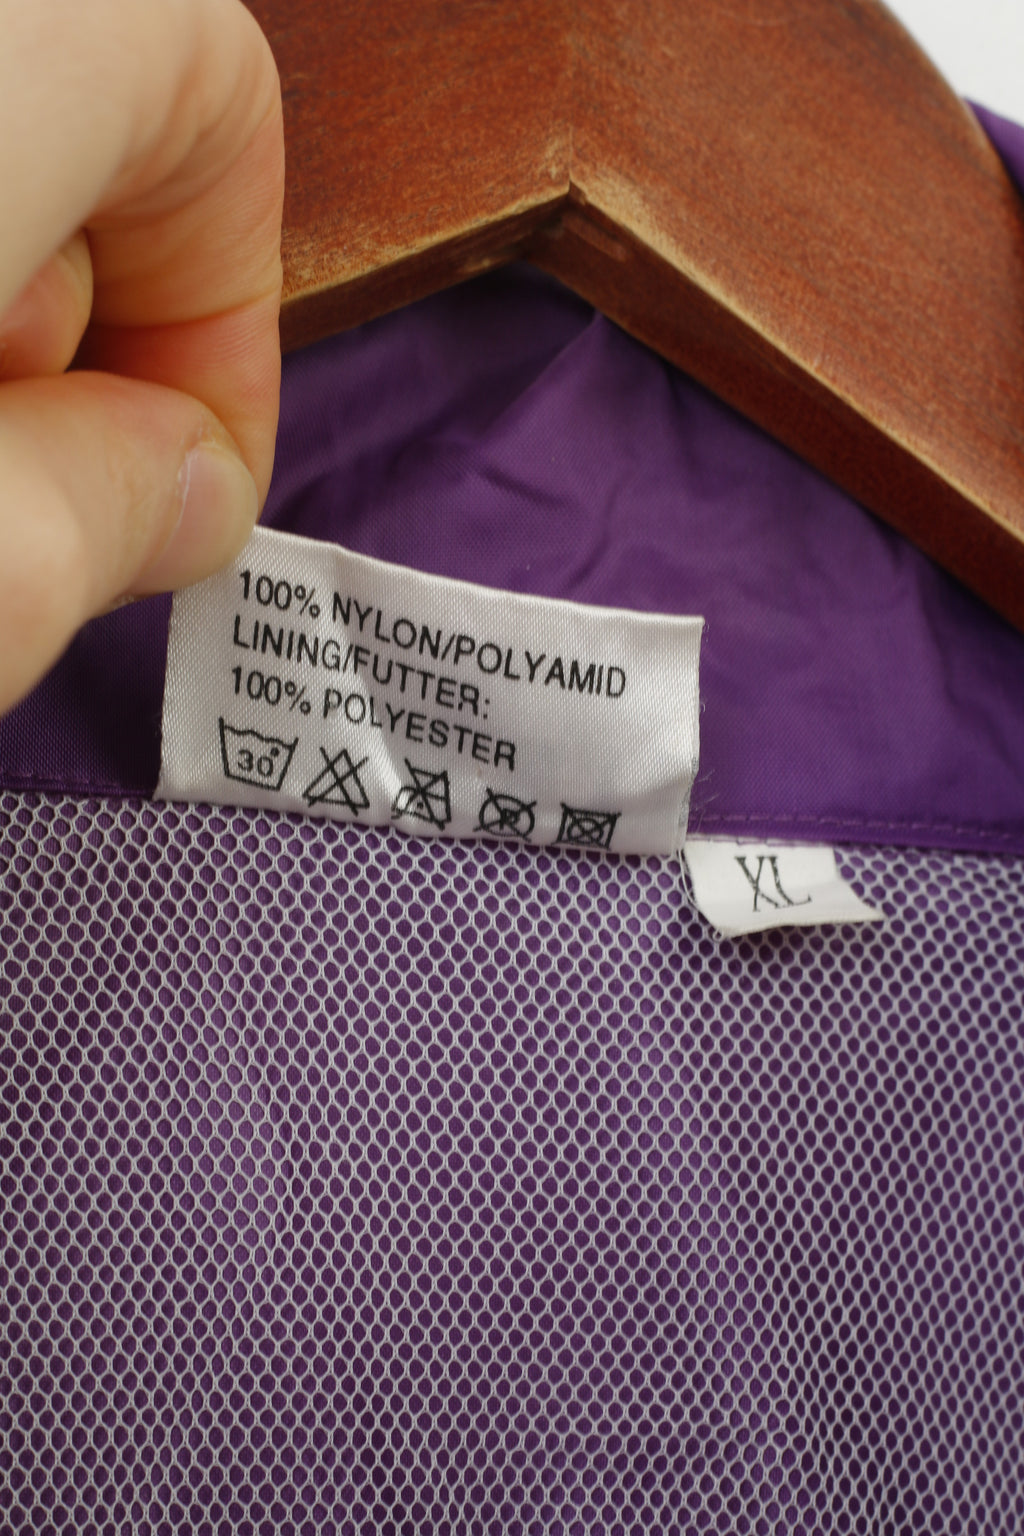 100% NYLON/POLYAMID
LINING/FUTTER:
100% POLYESTER
30°
P
XL